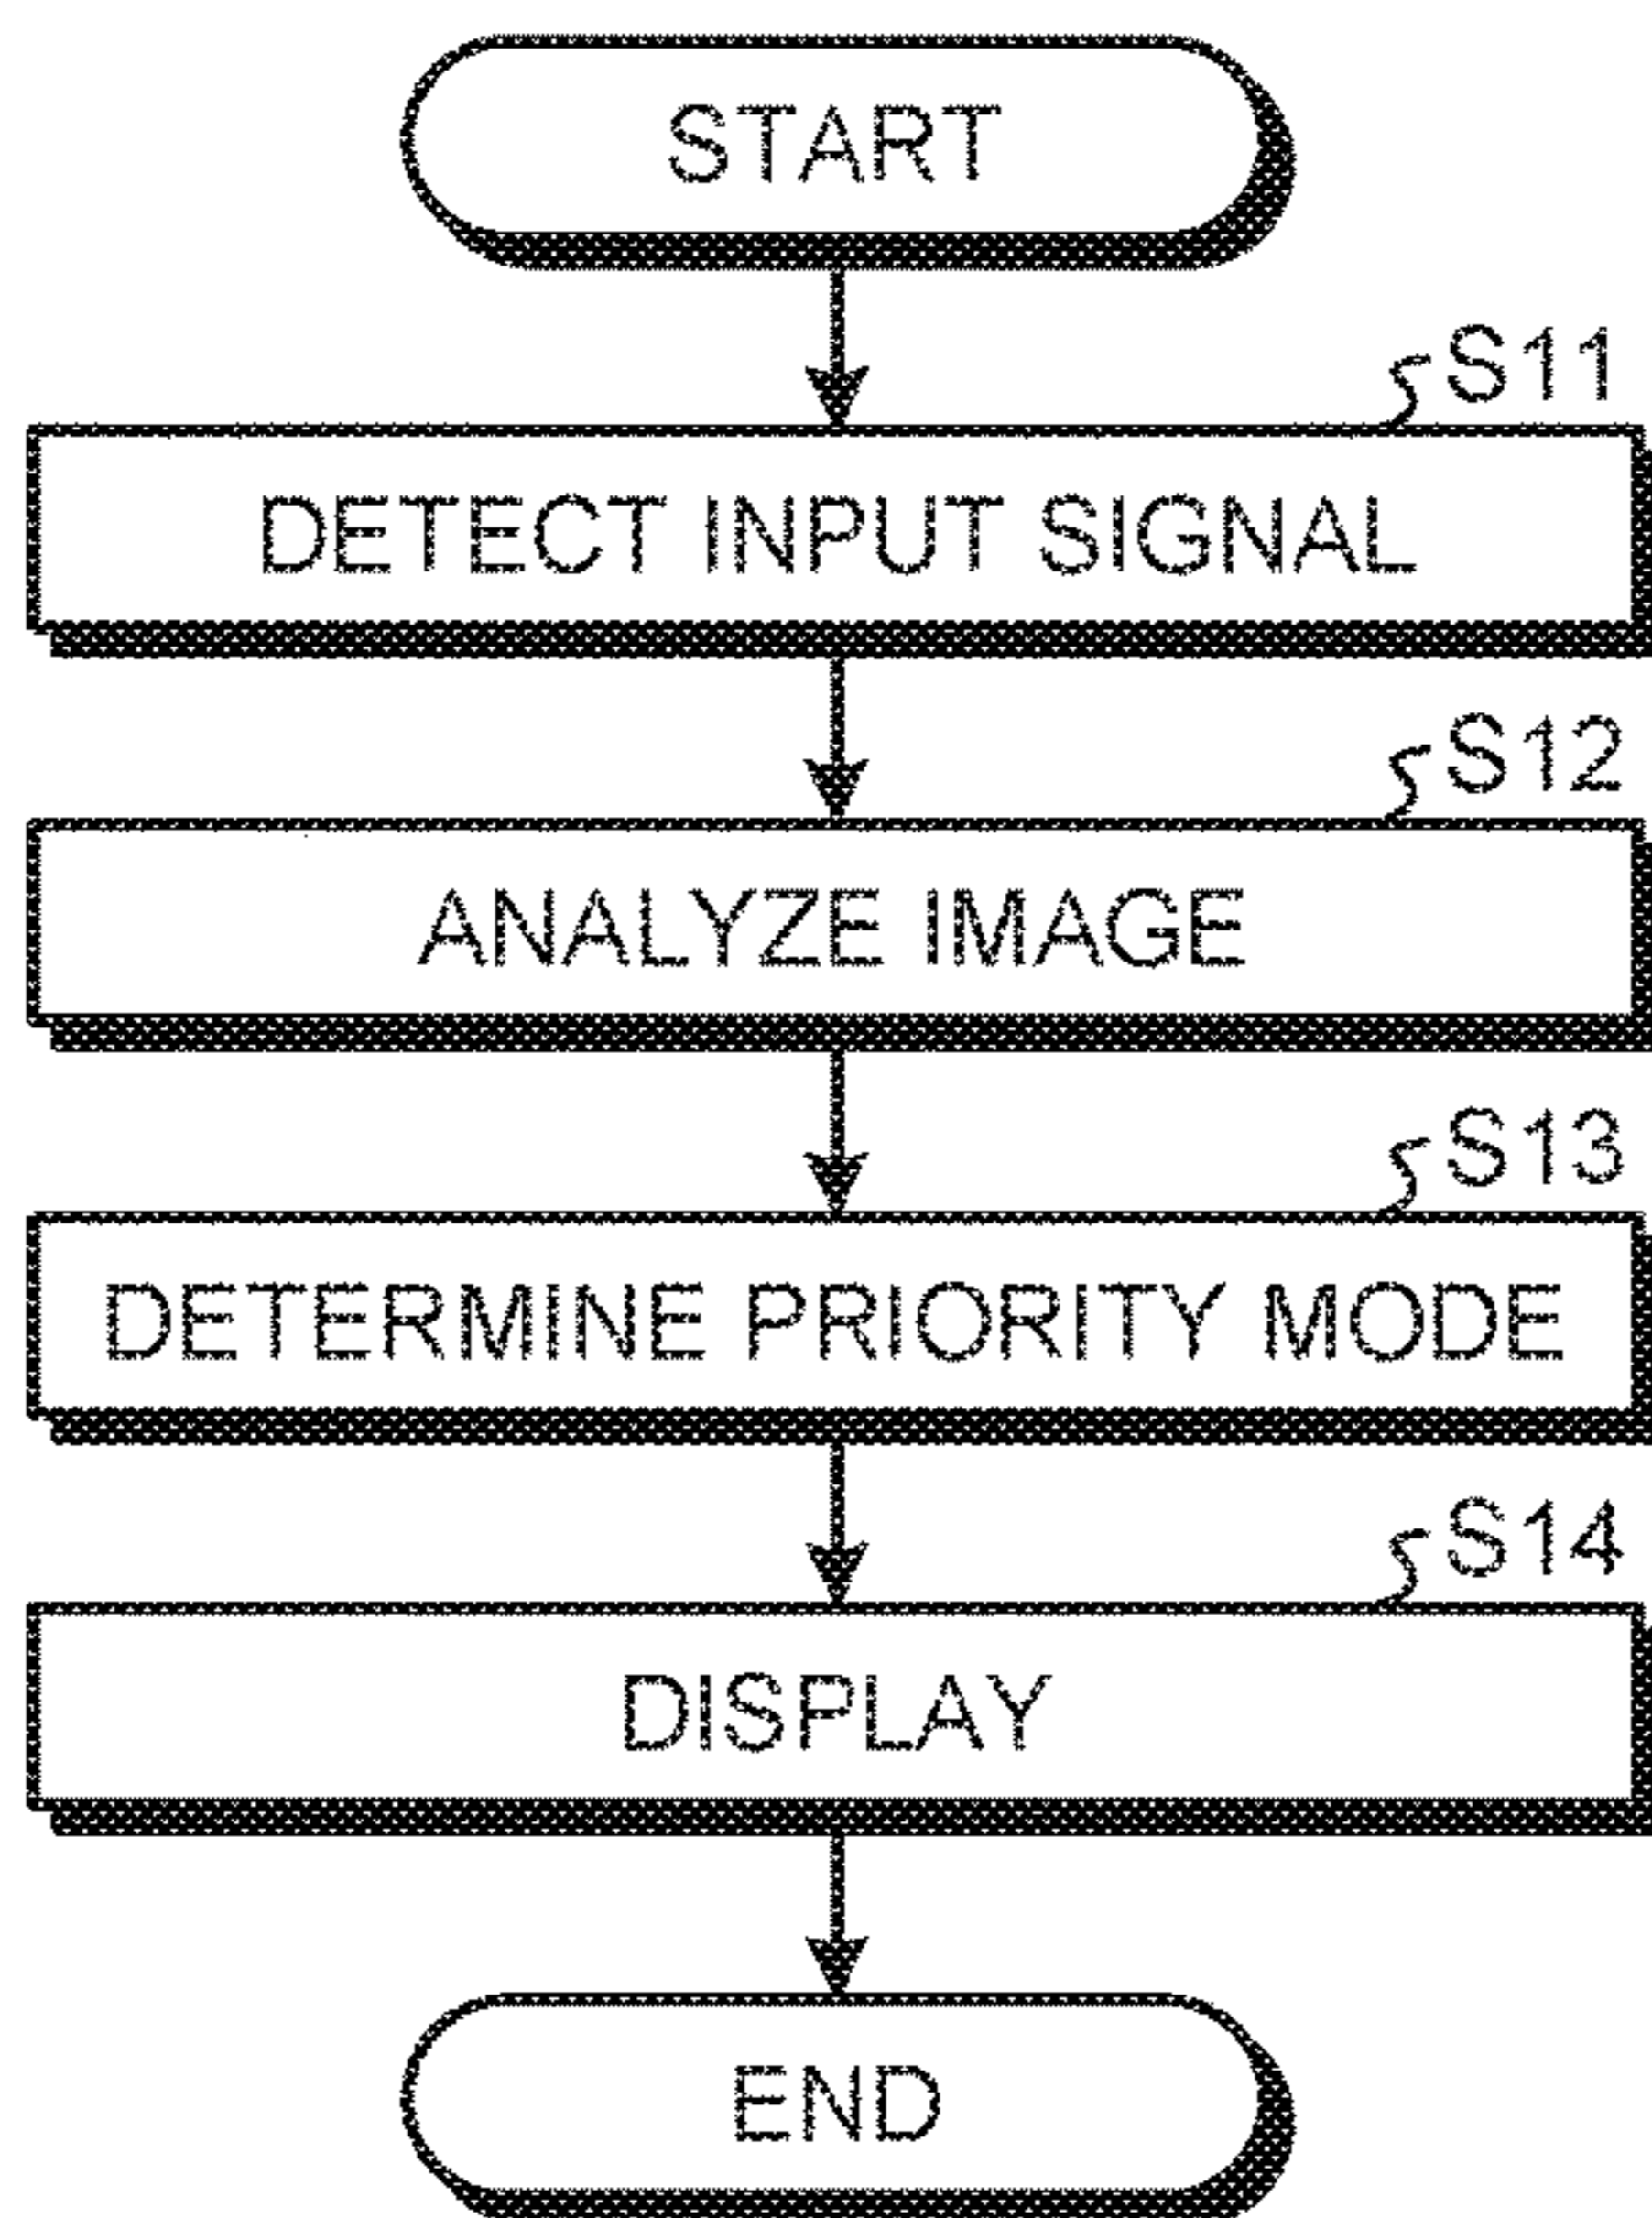 START
S11
DETECT INPUT SIGNAL
S12
ANALYZE IMAGE
S13
DETERMINE PRIORITY MODE
S14
DISPLAY
END